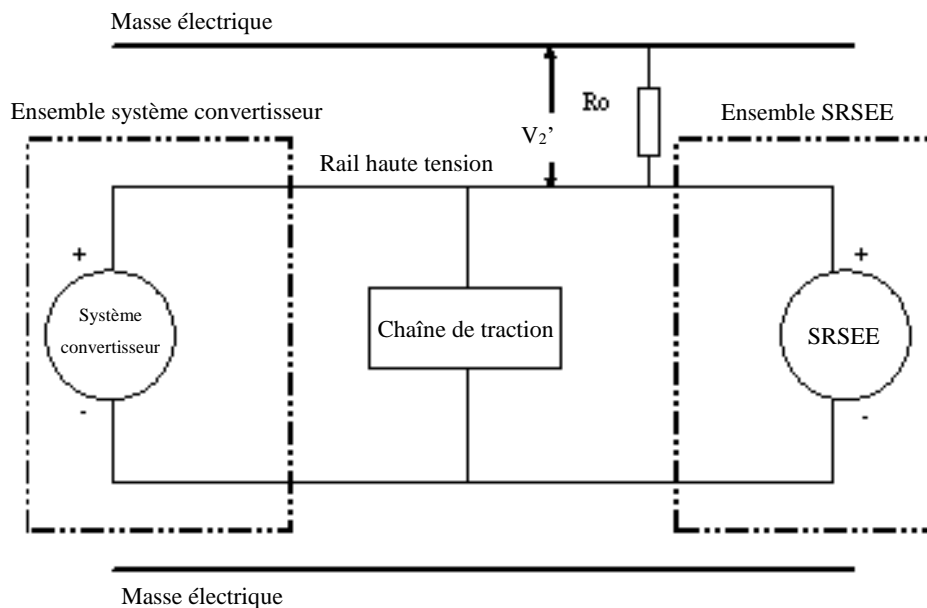 Masse électrique
Ensemble système convertisseur
Ensemble SRSEE
Ro
V2’
Rail haute tension
+
+
Système
convertisseur
Chaîne de traction
SRSEE
-
-
Masse électrique